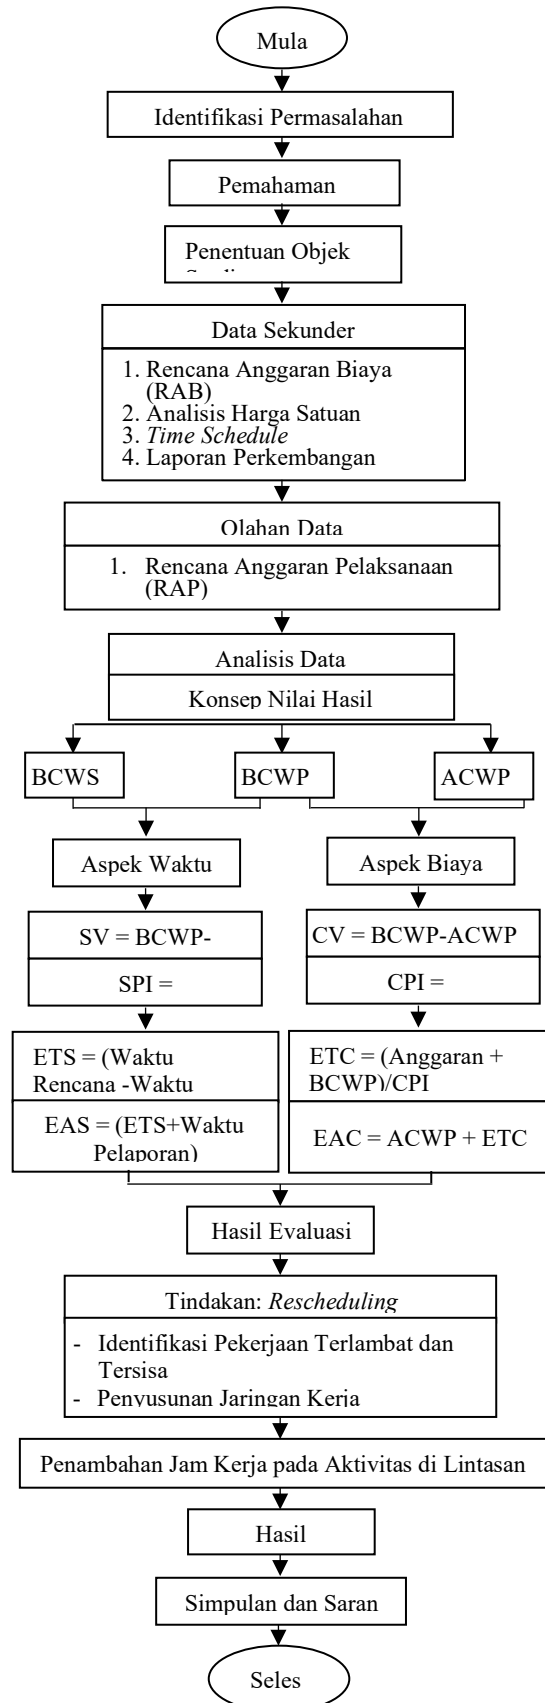 Mula
Identifikasi Permasalahan
Pemahaman
Penentuan Objek
Data Sekunder
1. Rencana Anggaran Biaya
(RAB)
2. Analisis Harga Satuan
3. Time Schedule
4. Laporan Perkembangan
Olahan Data
1. Rencana Anggaran Pelaksanaan
(RAP)
Analisis Data
Konsep Nilai Hasil
BCWS
BCWP
ACWP
Aspek Waktu
Aspek Biaya
SV = BCWP-
CV = BCWP-ACWP
SPI =
CPI =
ETS = (Waktu
Rencana -Waktu
ETC = (Anggaran +
BCWP)/CPI
EAS = (ETS+Waktu
Pelaporan)
EAC = ACWP + ETC
Hasil Evaluasi
Tindakan: Rescheduling
- Identifikasi Pekerjaan Terlambat dan
Tersisa
- Penyusunan Jaringan Kerja
Penambahan Jam Kerja pada Aktivitas di Lintasan
Hasil
Simpulan dan Saran
Seles